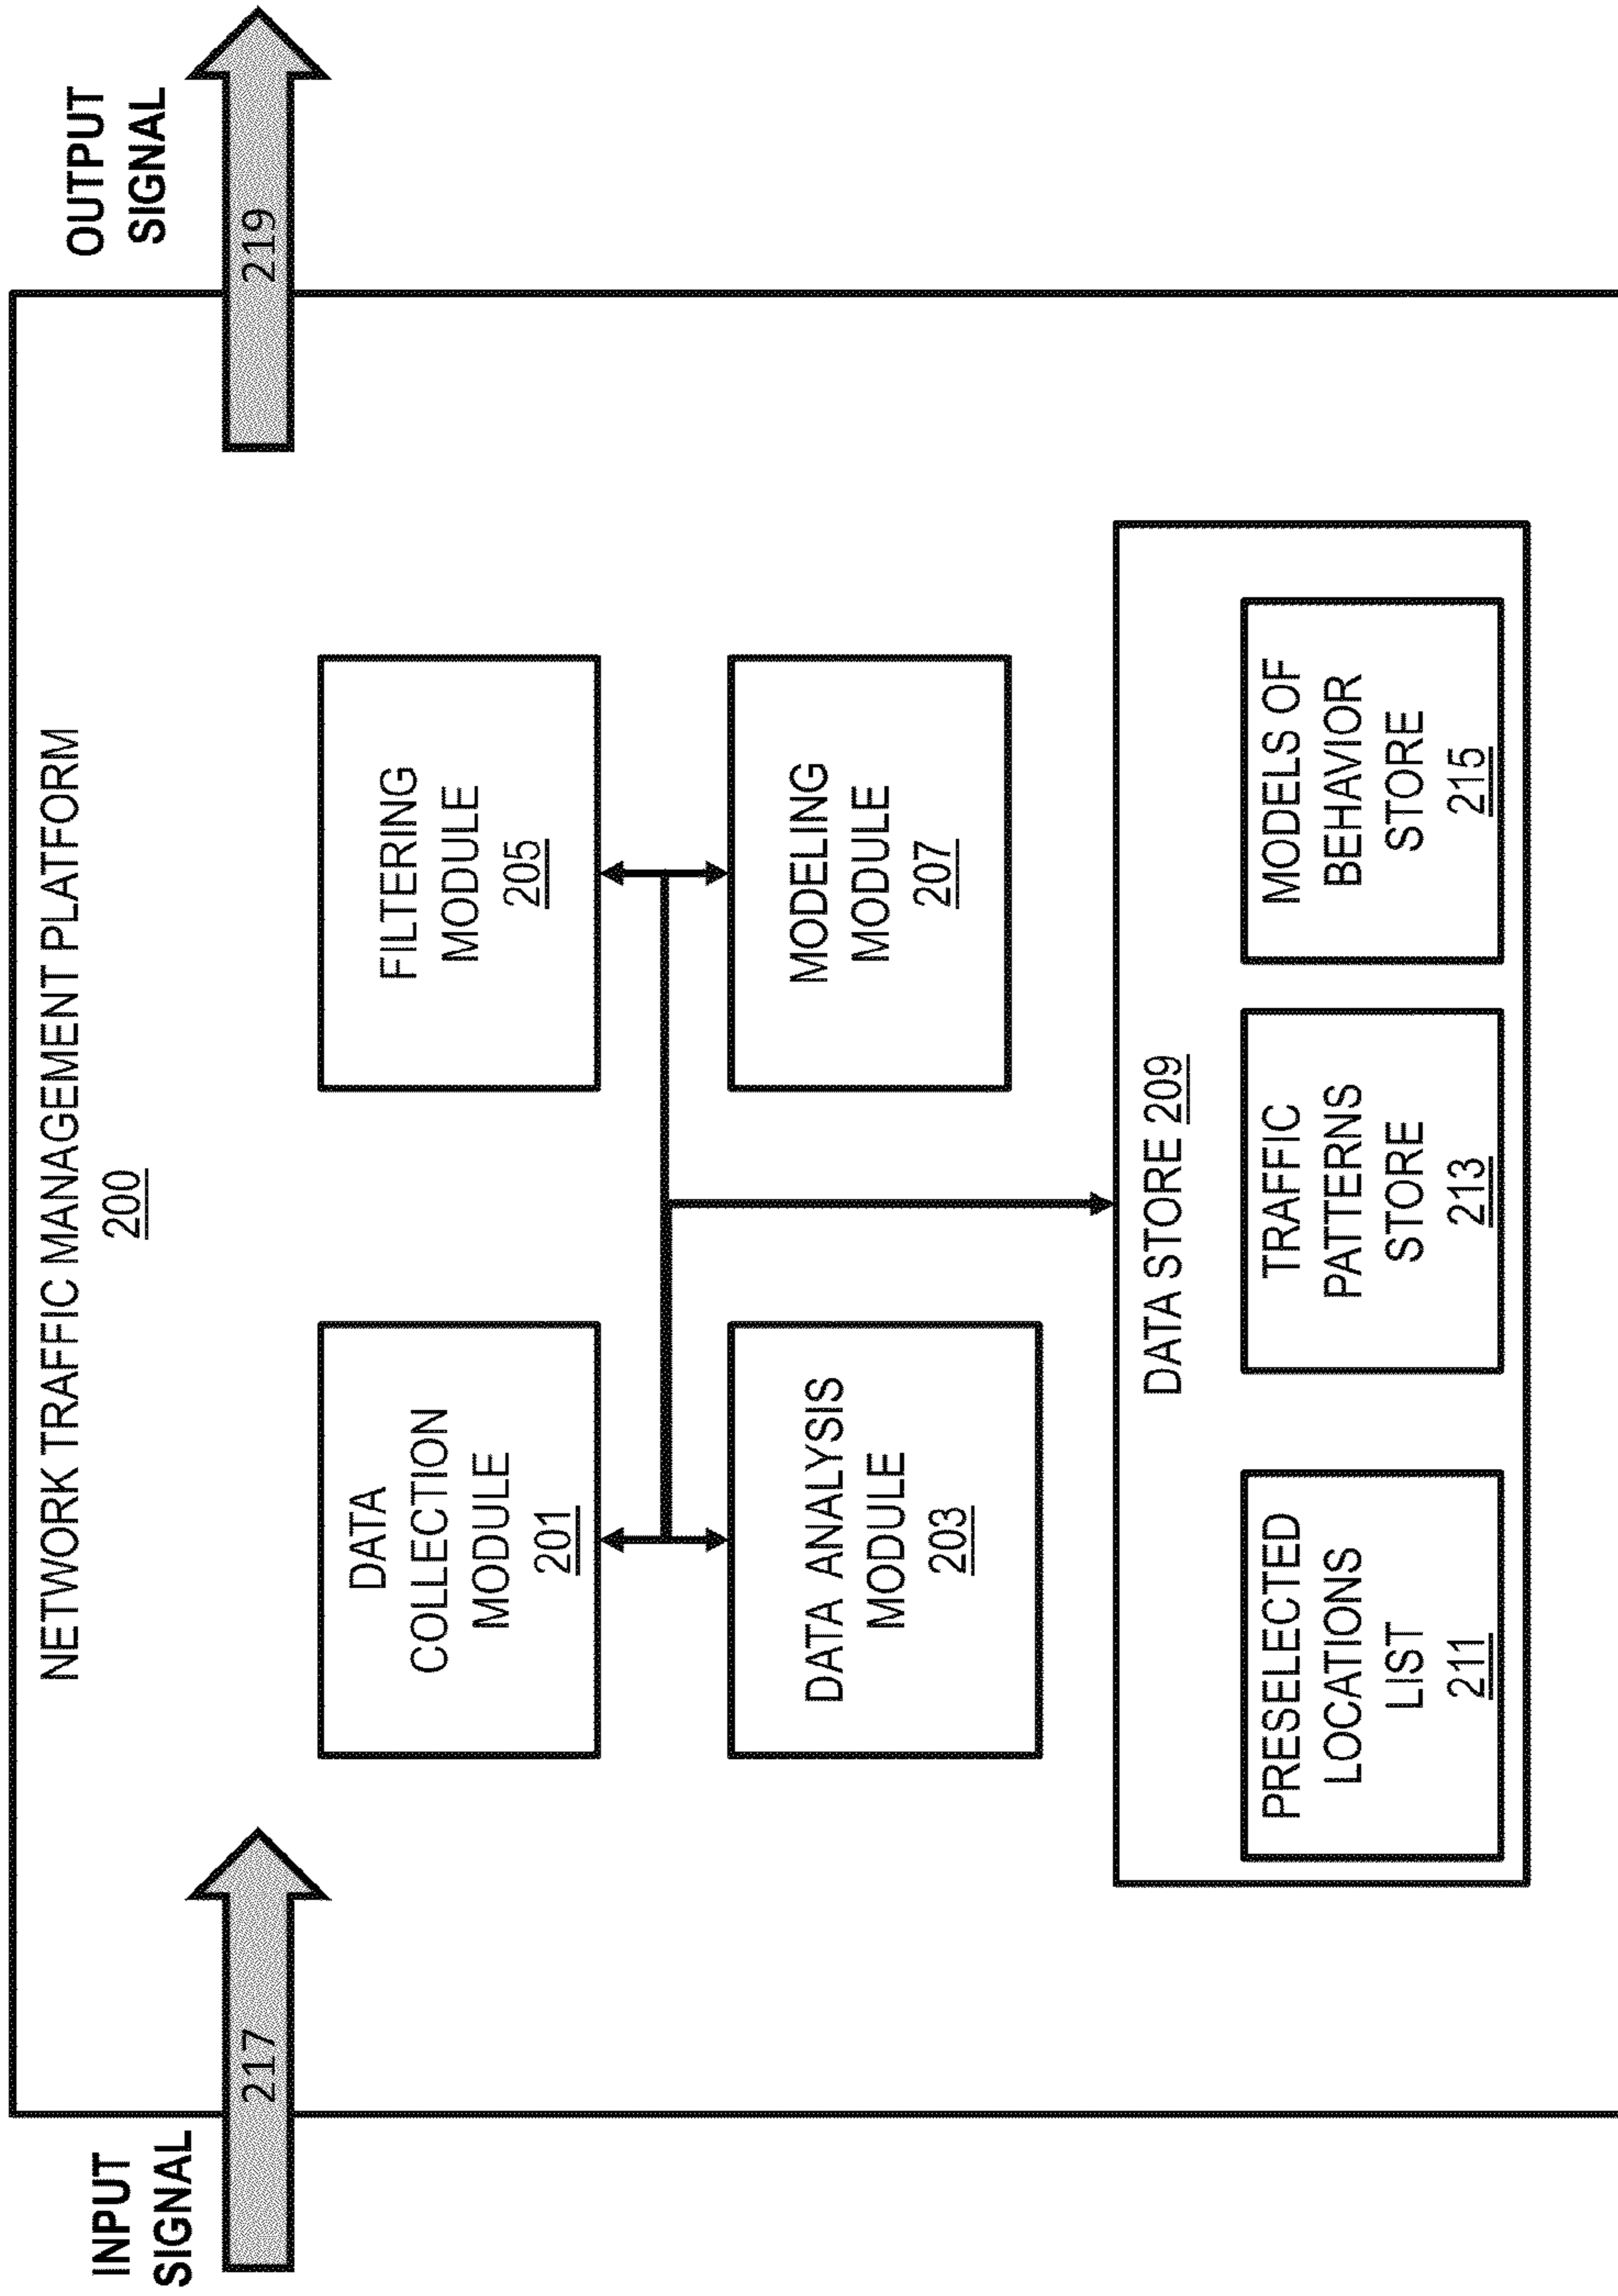 NETWORK TRAFFIC MANAGEMENT PLATFORM
200
INPUT
SIGNAL
217
OUTPUT
SIGNAL
219
DATA
COLLECTION
MODULE
201
FILTERING
MODULE
205
DATA ANALYSIS
MODULE
203
MODELING
MODULE
207
DATA STORE 209
PRESELECTED
LOCATIONS
LIST
211
TRAFFIC
PATTERNS
STORE
213
MODELS OF
BEHAVIOR
STORE
215